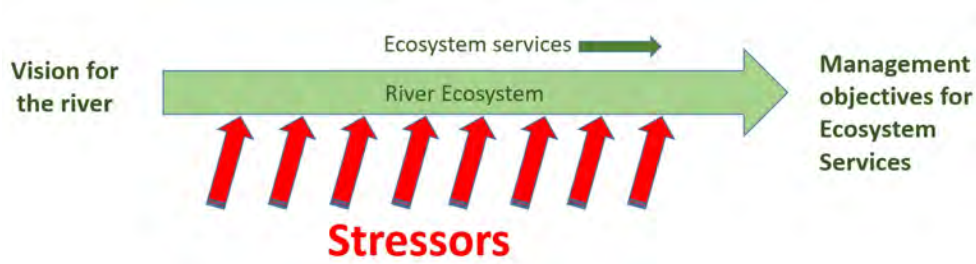 Ecosystem services
Vision for
the river
River Ecosystem
Management
objectives for
Ecosystem
Services
Stressors